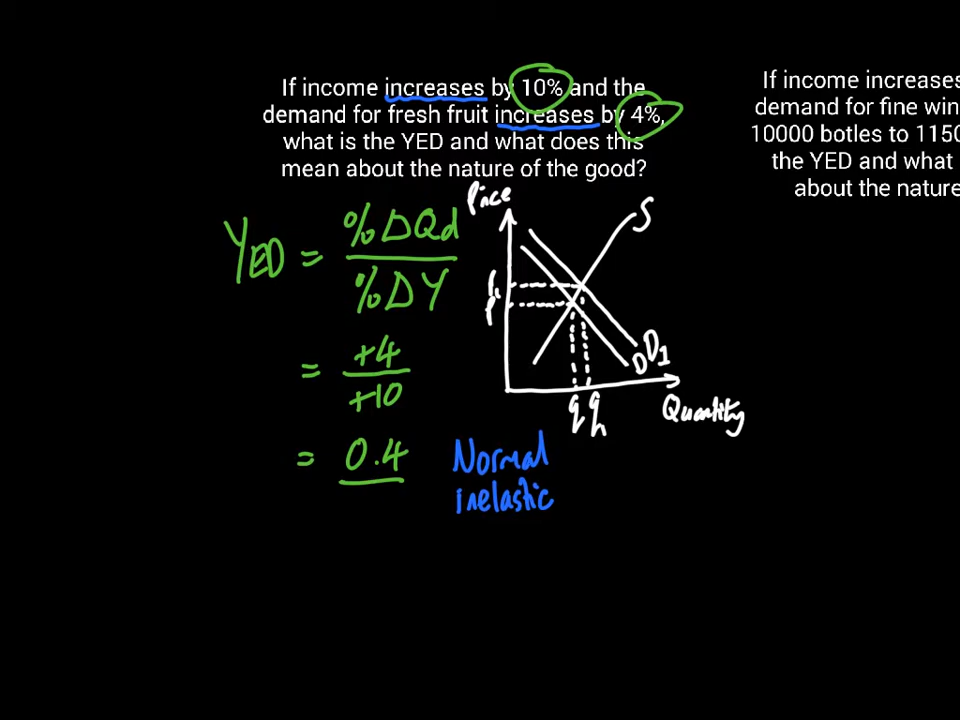 If income increases by 10% and the
demand for fresh fruit increases by 4%,
what is the YED and what does this
mean about the nature of the good?
If income increases
demand for fine win
10000 botles to 1150
the YED and what
about the nature
Price
S
YED = %ΔQd
%ΔY
P1
P
= +4
+10
D D1
q q1
Quantity
= 0.4
Normal
inelastic